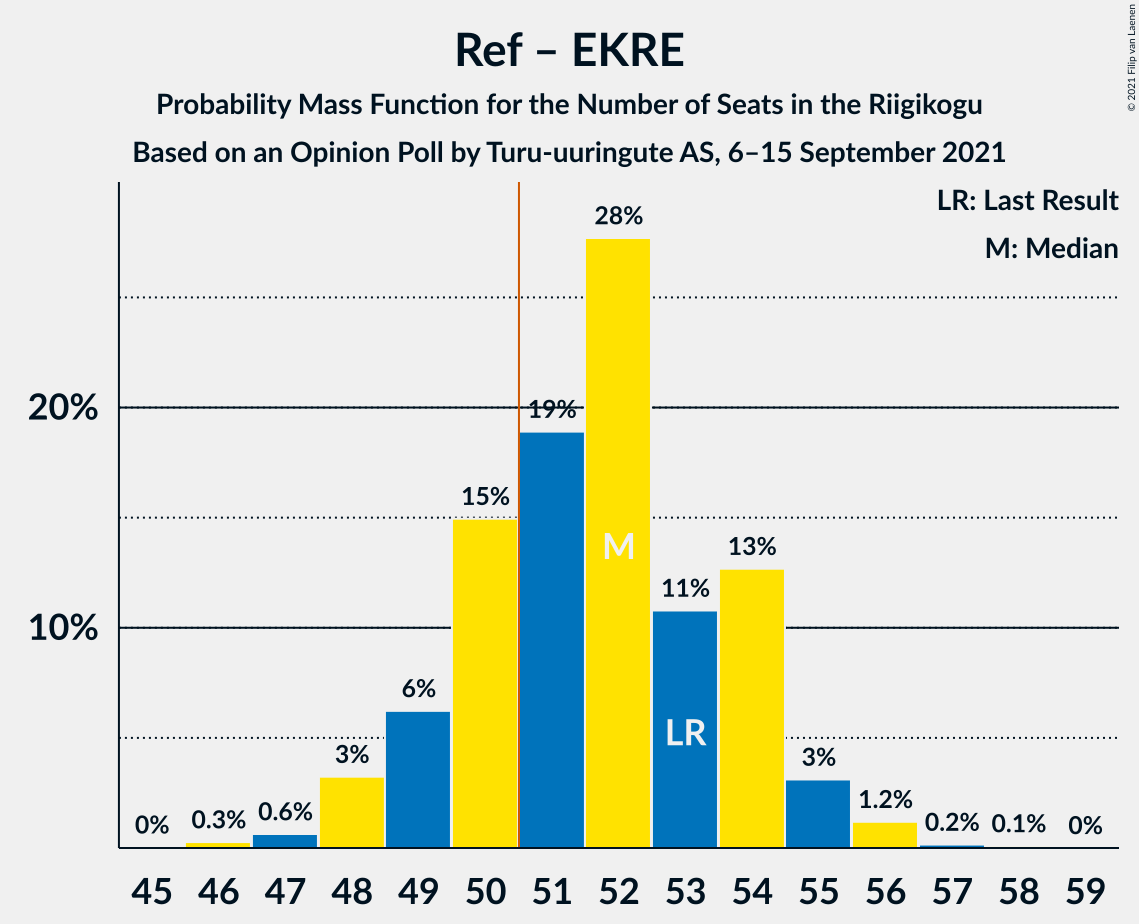 Ref – EKRE
Probability Mass Function for the Number of Seats in the Riigikogu
Based on an Opinion Poll by Turu-uuringute AS, 6–15 September 2021
© 2021 Filip van Laenen
LR: Last Result
M: Median
20%
10%
0%
0.3%
0.6%
3%
6%
15%
19%
28%
11%
13%
3%
1.2%
0.2%
0.1%
0%
M
LR
45 46 47 48 49 50 51 52 53 54 55 56 57 58 59